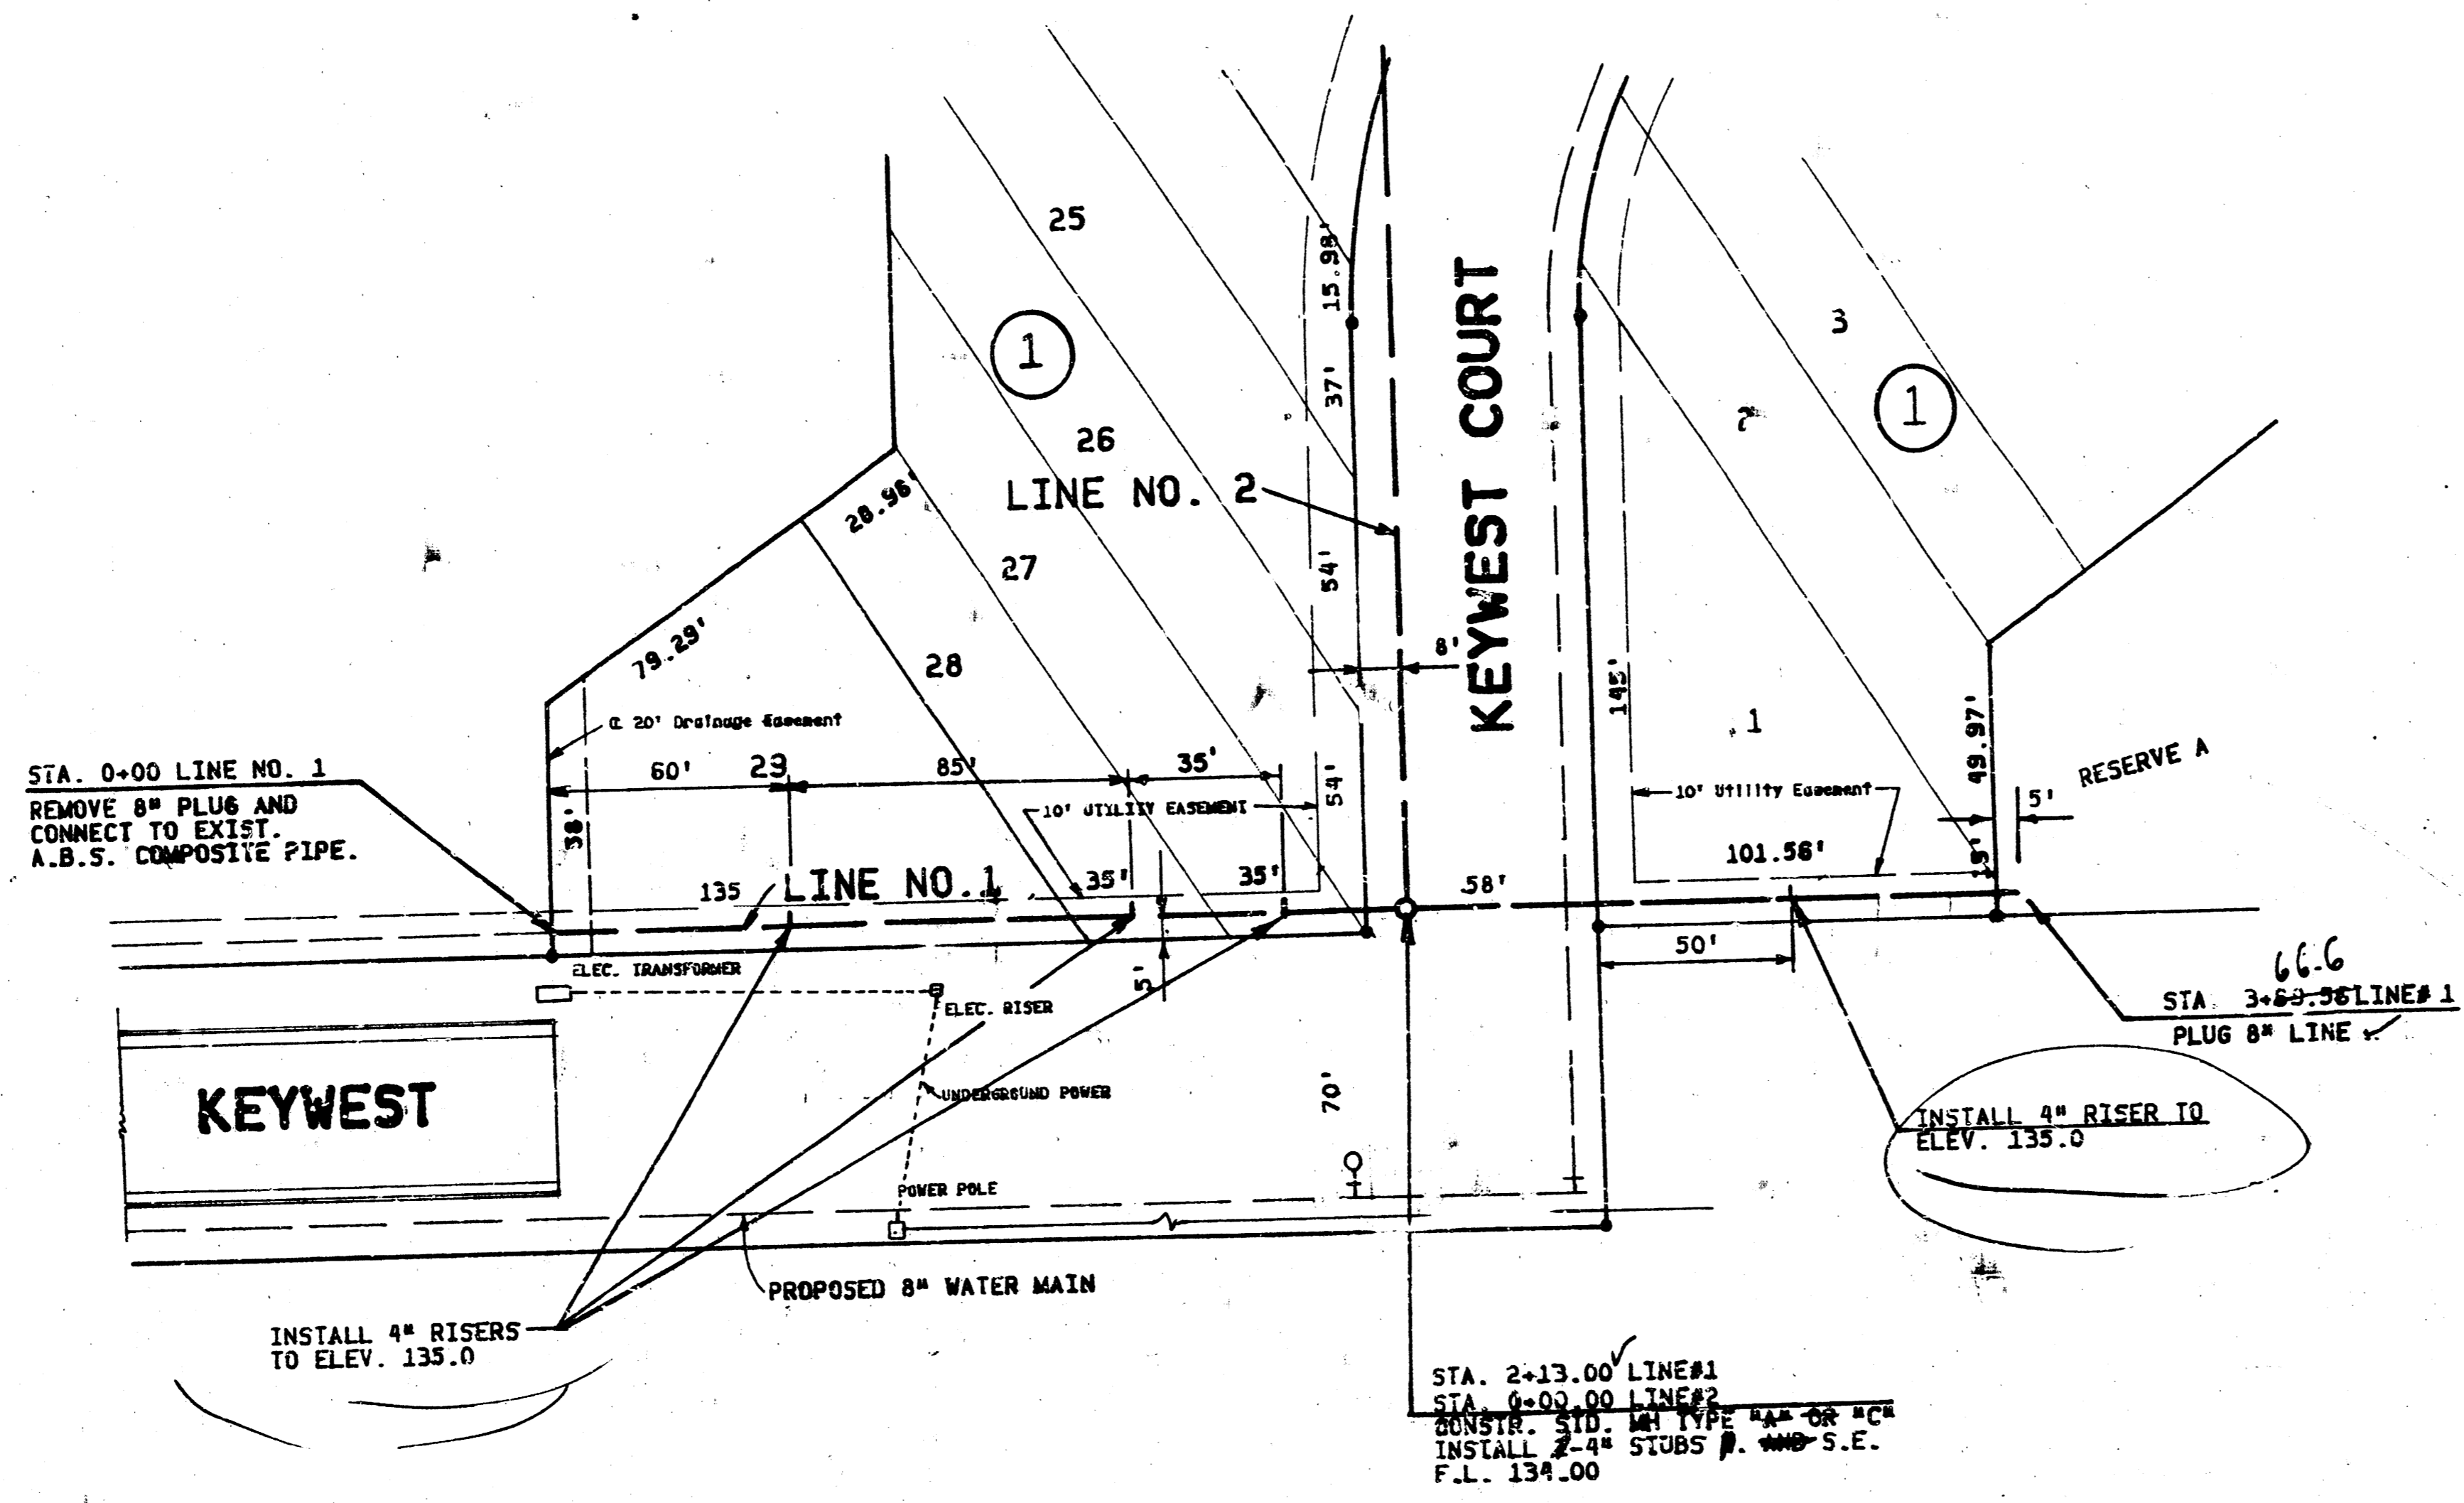 25
15.98'
1
26
37'
KEYWEST COURT
3
1
LINE NO. 2
28.96'
27
54'
79.29'
28
8'
145'
1
49.97'
RESERVE A
℄ 20' Drainage Easement
STA. 0+00 LINE NO. 1
REMOVE 8" PLUG AND
CONNECT TO EXIST.
A.B.S. COMPOSITE PIPE.
60'
29
85'
35'
54'
10' UTILITY EASEMENT
10' Utility Easement
5'
38'
101.56'
15'
135
LINE NO.1
35'
35'
58'
50'
5'
ELEC. TRANSFORMER
ELEC. RISER
66.6
STA. 3+69.56 LINE# 1
PLUG 8" LINE
KEYWEST
UNDERGROUND POWER
70'
INSTALL 4" RISER TO
ELEV. 135.0
POWER POLE
PROPOSED 8" WATER MAIN
INSTALL 4" RISERS
TO ELEV. 135.0
STA. 2+13.00 LINE#1
STA. 0+00.00 LINE#2
CONSTR. STD. MH TYPE "A" OR "C"
INSTALL -4" STUBS AND S.E.
F.L. 134.00